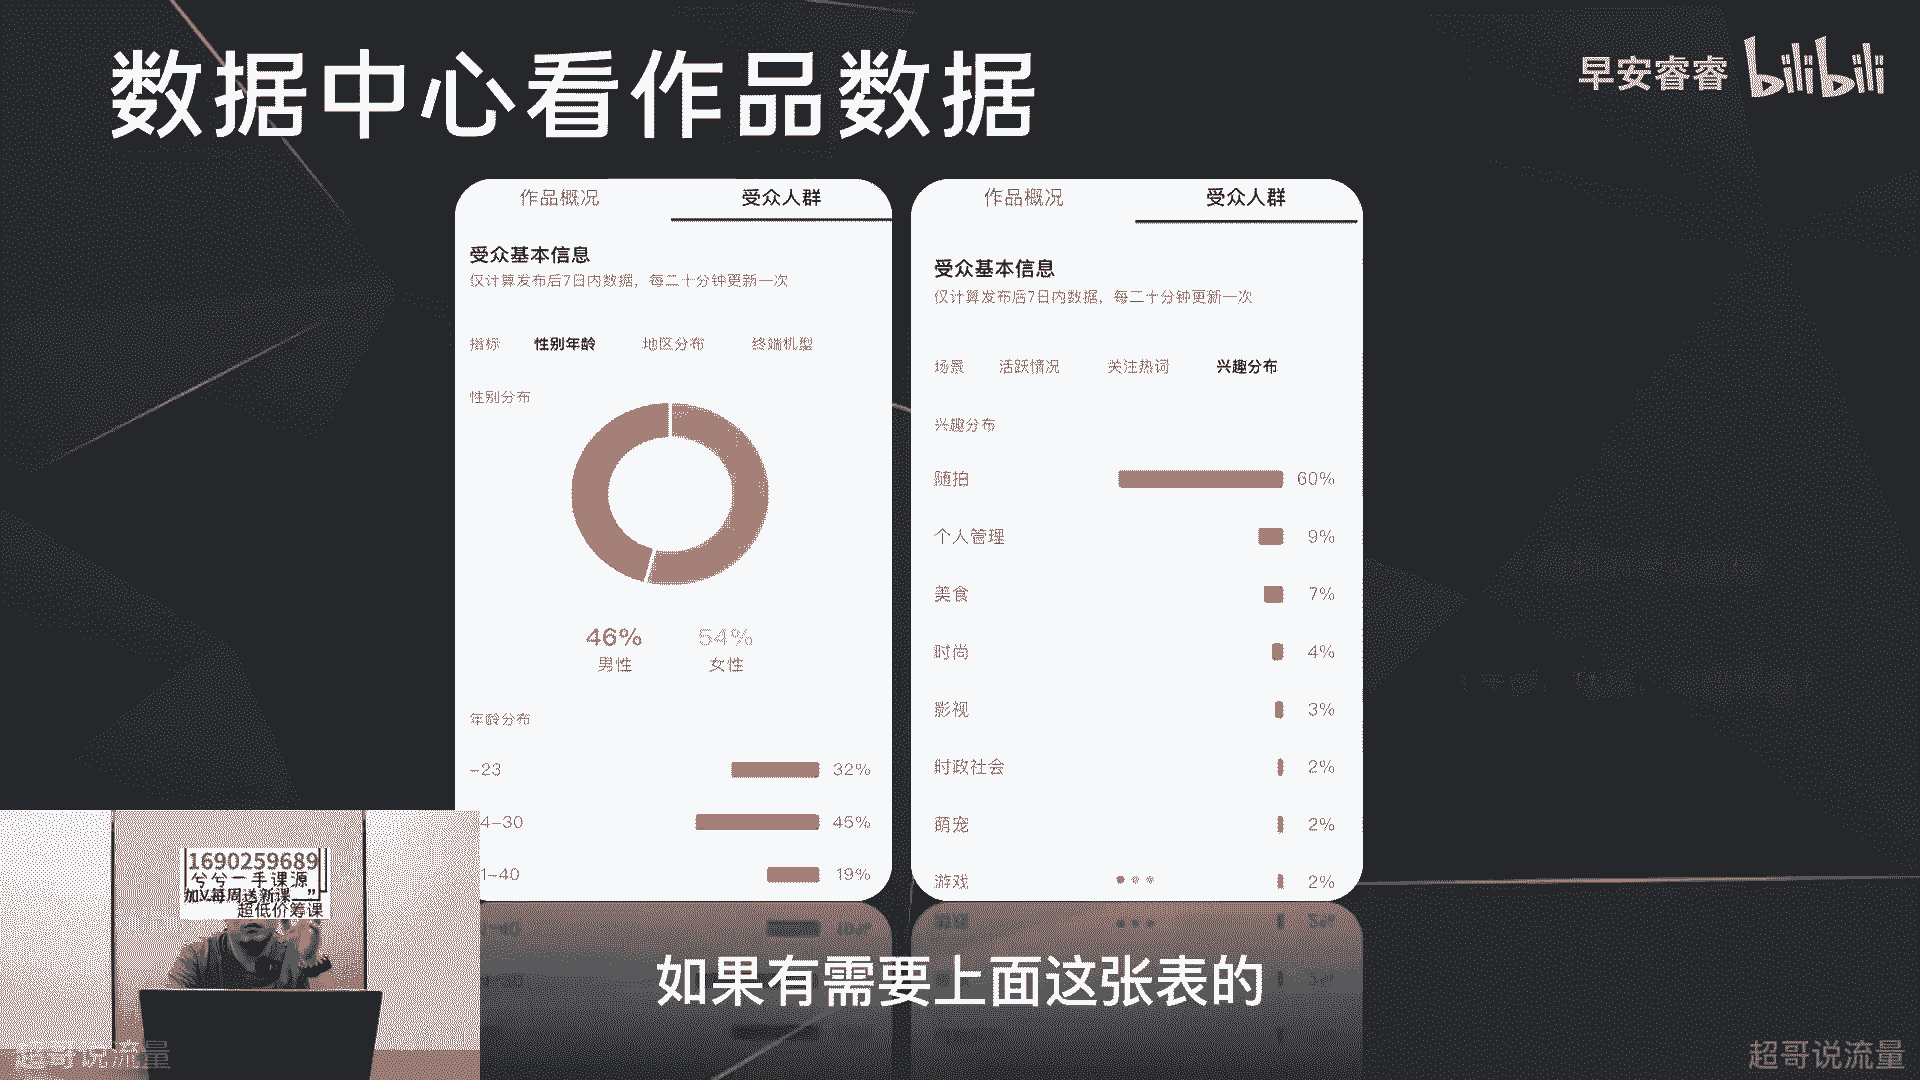 数据中心看作品数据
早安睿睿 bilibili
作品概况 受众人群
受众基本信息
仅计算发布后7日内数据，每二十分钟更新一次
指标 性别年龄 地区分布 终端机型
性别分布
46% 54%
男性 女性
年龄分布
-23 32%
4-30 45%
1-40 19%
作品概况 受众人群
受众基本信息
仅计算发布后7日内数据，每二十分钟更新一次
场景 活跃情况 关注热词 兴趣分布
兴趣分布
随拍 60%
个人管理 9%
美食 7%
时尚 4%
影视 3%
时政社会 2%
萌宠 2%
游戏 2%
1690259689
兮兮一手课源
加V每周送新课
超低价筹课
如果有需要上面这张表的
超哥说流量
超哥说流量